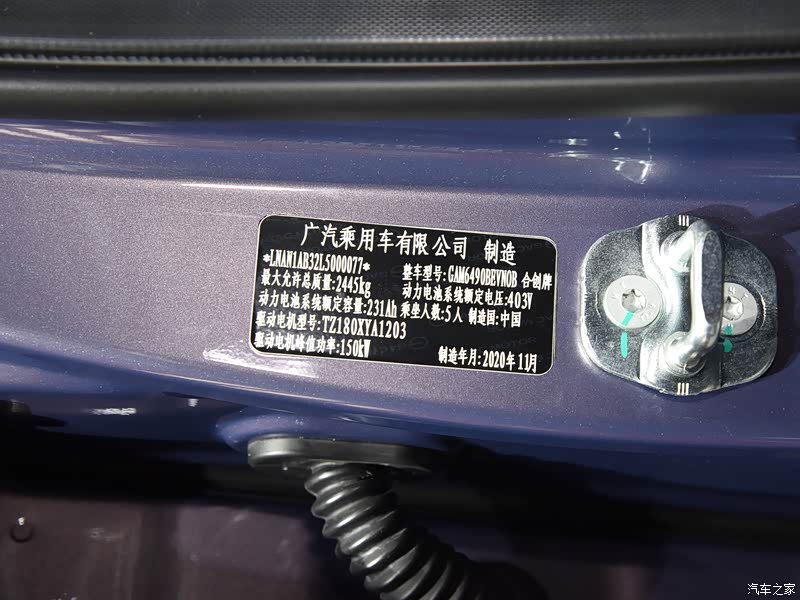 广汽乘用车有限公司 制造
*LNAN1AB32L5000077* 整车型号:GAM6490BEVN0B 合创牌
最大允许总质量:2445kg 动力电池系统额定电压:403V
动力电池系统额定容量:231Ah 乘坐人数:5人 制造国:中国
驱动电机型号:TZ180XYA1203
驱动电机峰值功率:150kW 制造年月:2020年11月
汽车之家